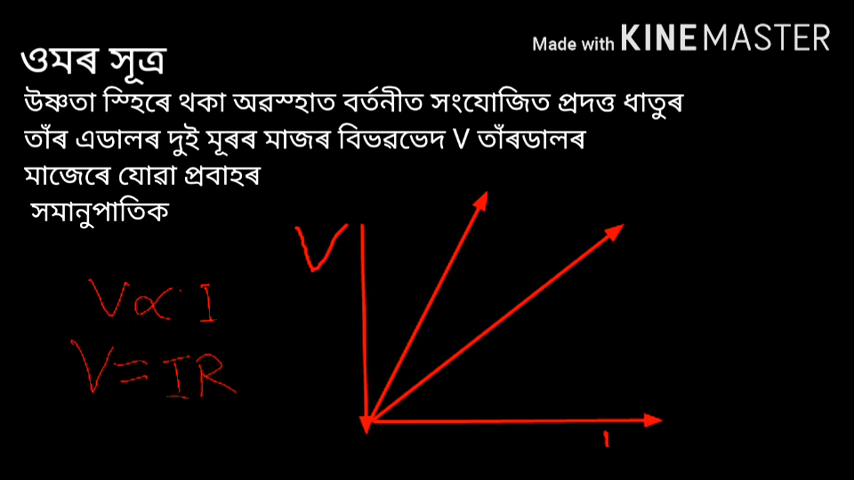 Made with KINEMASTER
ওমৰ সূত্ৰ
উষ্ণতা স্হিৰে থকা অৱস্হাত বৰ্তনীত সংযোজিত প্ৰদত্ত ধাতুৰ
তাঁৰ এডালৰ দুই মূৰৰ মাজৰ বিভৱভেদ V তাঁৰডালৰ
মাজেৰে যোৱা প্ৰবাহৰ
সমানুপাতিক
V
V ∝ I
V = IR
I